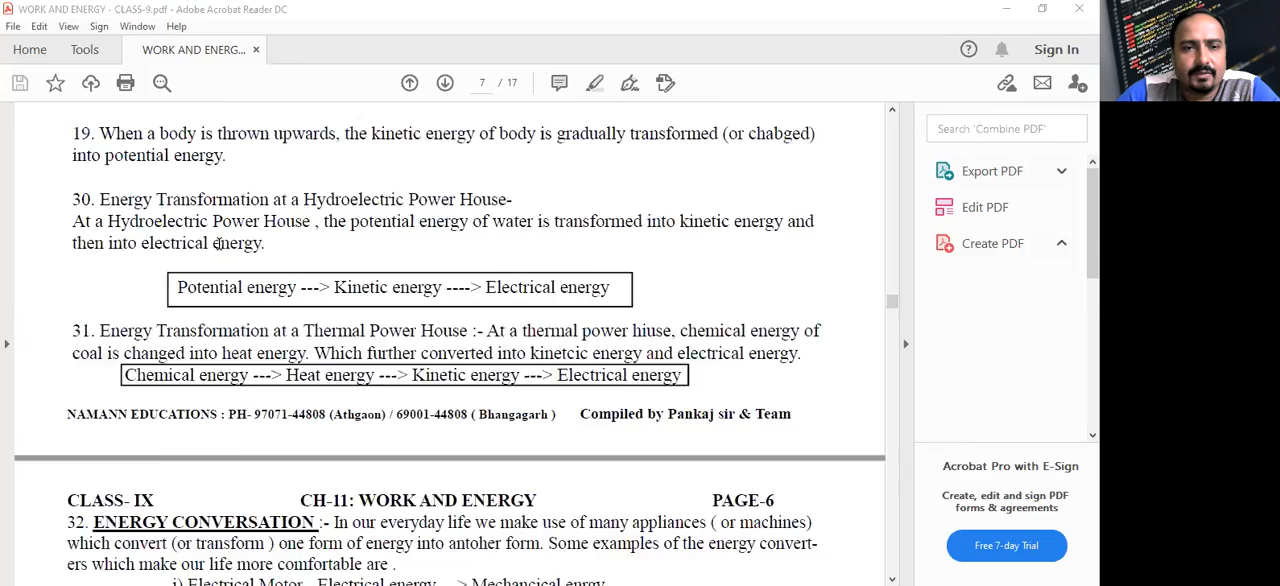 WORK AND ENERGY - CLASS-9.pdf - Adobe Acrobat Reader DC
File Edit View Sign Window Help
Home Tools WORK AND ENERG... × Sign In
7 / 17
19. When a body is thrown upwards, the kinetic energy of body is gradually transformed (or chabged)
into potential energy.
30. Energy Transformation at a Hydroelectric Power House-
At a Hydroelectric Power House , the potential energy of water is transformed into kinetic energy and
then into electrical energy.
Potential energy ---> Kinetic energy ----> Electrical energy
31. Energy Transformation at a Thermal Power House :- At a thermal power hiuse, chemical energy of
coal is changed into heat energy. Which further converted into kinetcic energy and electrical energy.
Chemical energy ---> Heat energy ---> Kinetic energy ---> Electrical energy
NAMANN EDUCATIONS : PH- 97071-44808 (Athgaon) / 69001-44808 ( Bhangagarh ) Compiled by Pankaj sir & Team
CLASS- IX CH-11: WORK AND ENERGY PAGE-6
32. ENERGY CONVERSATION :- In our everyday life we make use of many appliances ( or machines)
which convert (or transform ) one form of energy into antoher form. Some examples of the energy convert-
ers which make our life more comfortable are .
i) Electrical Motor - Electrical energy ---> Mechancical enrgy
Search 'Combine PDF'
Export PDF
Edit PDF
Create PDF
Acrobat Pro with E-Sign
Create, edit and sign PDF
forms & agreements
Free 7-day Trial